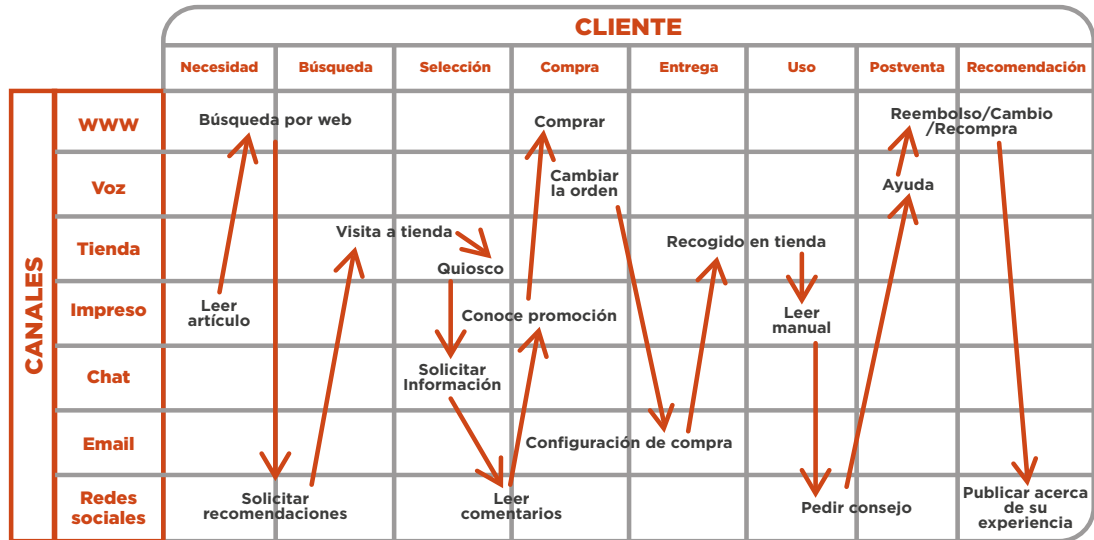 CLIENTE
Necesidad Búsqueda Selección Compra Entrega Uso Postventa Recomendación
CANALES
WWW
Búsqueda por web
Comprar
Reembolso/Cambio
/Recompra
Voz
Cambiar
la orden
Ayuda
Tienda
Visita a tienda
Quiosco
Recogido en tienda
Impreso
Leer
artículo
Conoce promoción
Leer
manual
Chat
Solicitar
Información
Email
Configuración de compra
Redes
sociales
Solicitar
recomendaciones
Leer
comentarios
Pedir consejo
Publicar acerca
de su
experiencia